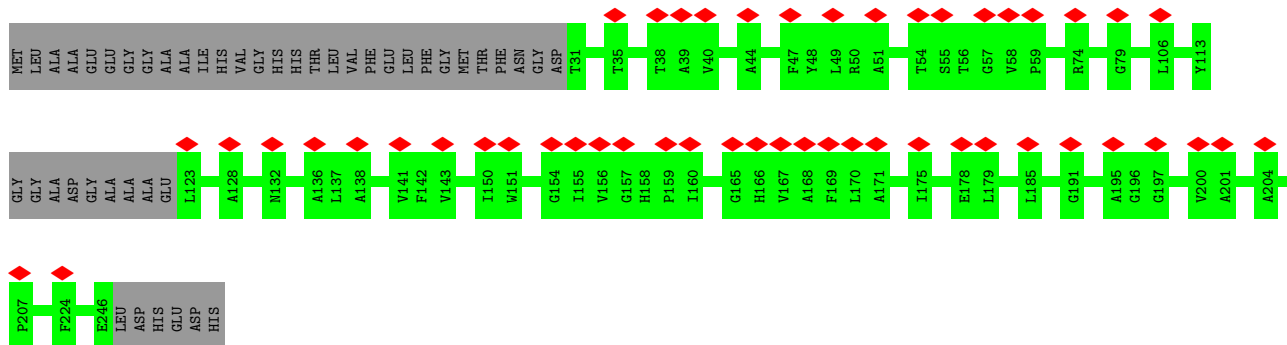 MET LEU ALA ALA GLU GLU GLY GLY ALA ALA ILE HIS VAL GLY HIS HIS THR LEU VAL PHE GLU LEU PHE GLY MET THR PHE ASN GLY ASP T31 T35 T38 A39 V40 A44 F47 Y48 L49 R50 A51 T54 S55 T56 G57 V58 P59 R74 G79 L106 Y113
GLY GLY ALA ASP GLY ALA ALA ALA GLU L123 A128 N132 A136 L137 A138 V141 F142 V143 I150 W151 G154 I155 V156 G157 H158 P159 I160 G165 H166 V167 A168 F169 L170 A171 I175 E178 L179 L185 G191 A195 G196 G197 V200 A201 A204
P207 F224 E246 LEU ASP HIS GLU ASP HIS